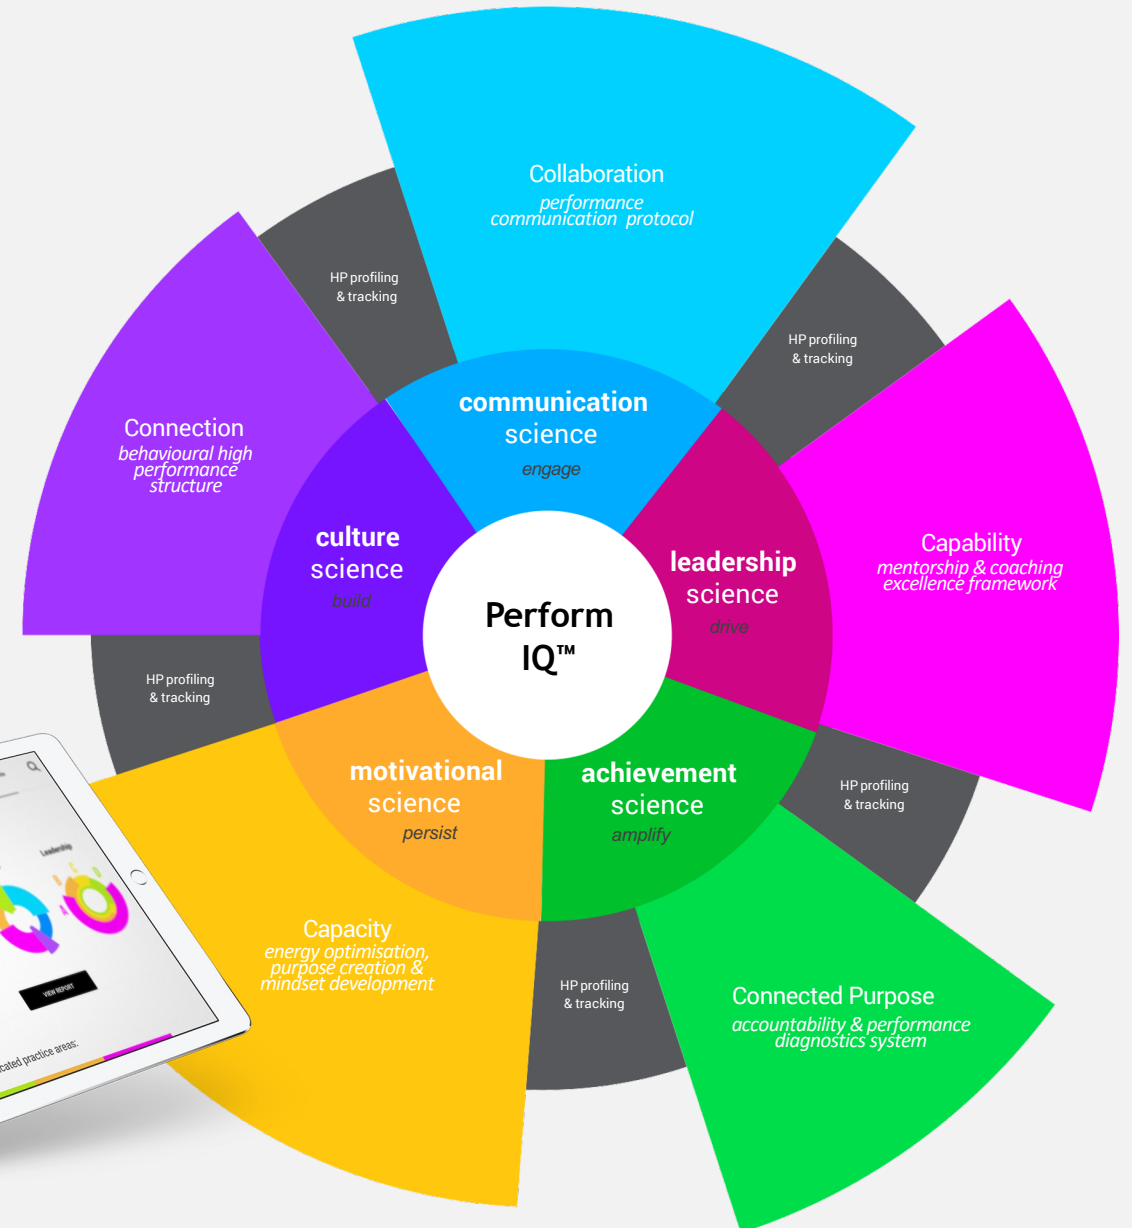 Collaboration
performance
communication protocol
HP profiling
& tracking
HP profiling
& tracking
communication
science
engage
Connection
behavioural high
performance
structure
culture
science
build
leadership
science
drive
Capability
mentorship & coaching
excellence framework
Perform
IQ™
HP profiling
& tracking
motivational
science
persist
achievement
science
amplify
HP profiling
& tracking
Leadership
VIEW REPORT
cated practice areas:
Capacity
energy optimisation,
purpose creation &
mindset development
HP profiling
& tracking
Connected Purpose
accountability & performance
diagnostics system